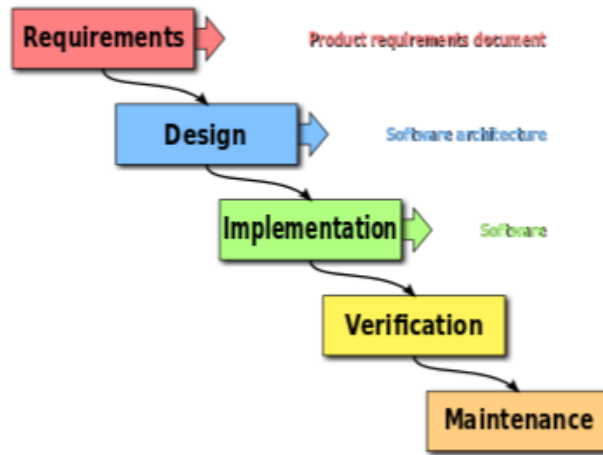 Requirements
Product requirements document
Design
Software architecture
Implementation
Software
Verification
Maintenance